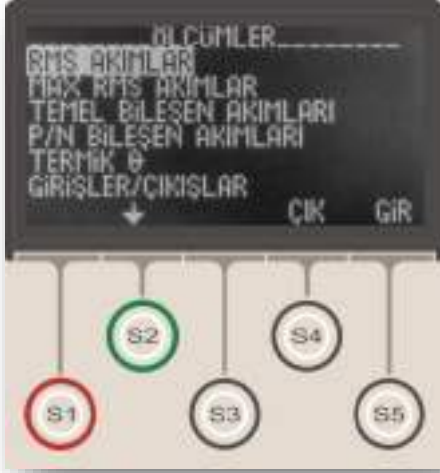 ÖLÇÜMLER
RMS AKIMLAR
MAX RMS AKIMLAR
TEMEL BİLEŞEN AKIMLARI
P/N BİLEŞEN AKIMLARI
TERMİK θ
GİRİŞLER/ÇIKIŞLAR
ÇIK GİR
S2 S4
S1 S3 S5